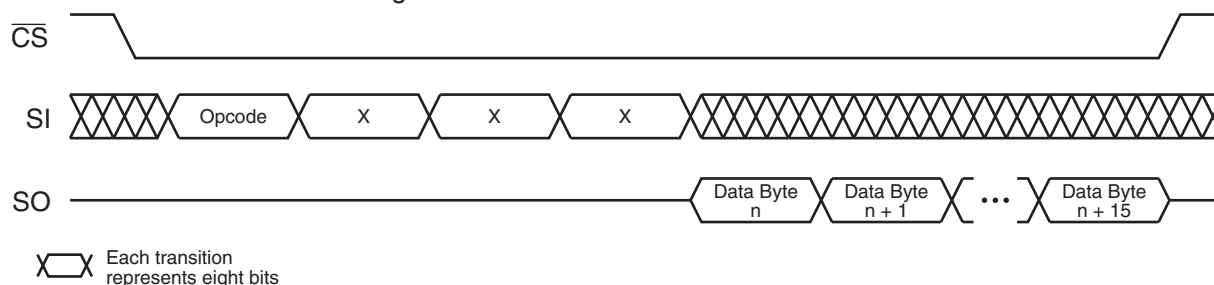 CS
SI
Opcode
X
X
X
SO
Data Byte
n
Data Byte
n + 1
•••
Data Byte
n + 15
Each transition
represents eight bits